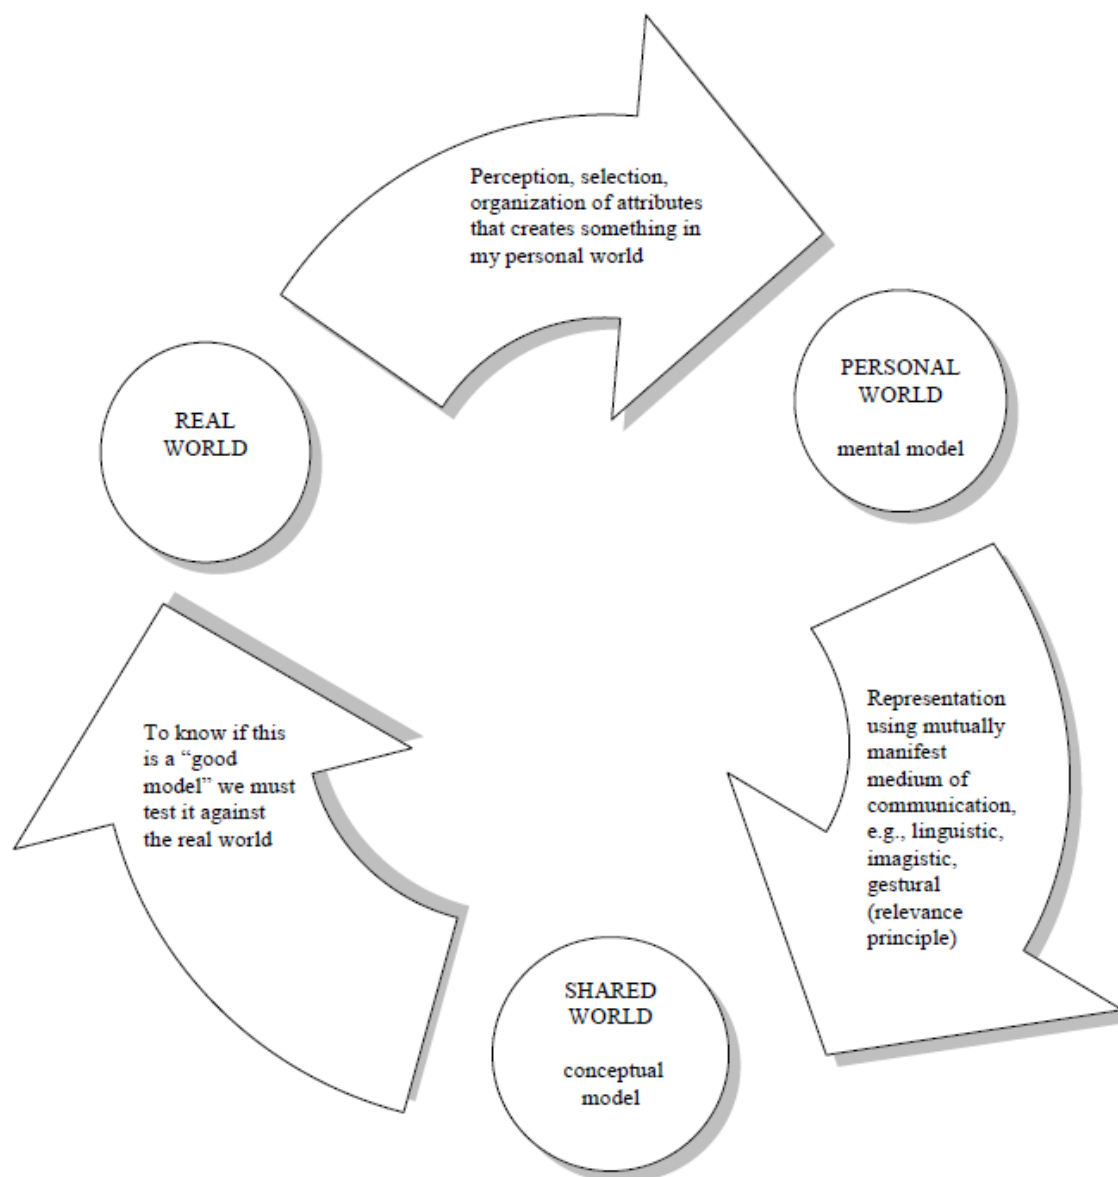 Perception, selection,
organization of attributes
that creates something in
my personal world
PERSONAL
WORLD
mental model
REAL
WORLD
Representation
using mutually
manifest
medium of
communication,
e.g., linguistic,
imagistic,
gestural
(relevance
principle)
To know if this
is a “good
model” we must
test it against
the real world
SHARED
WORLD
conceptual
model